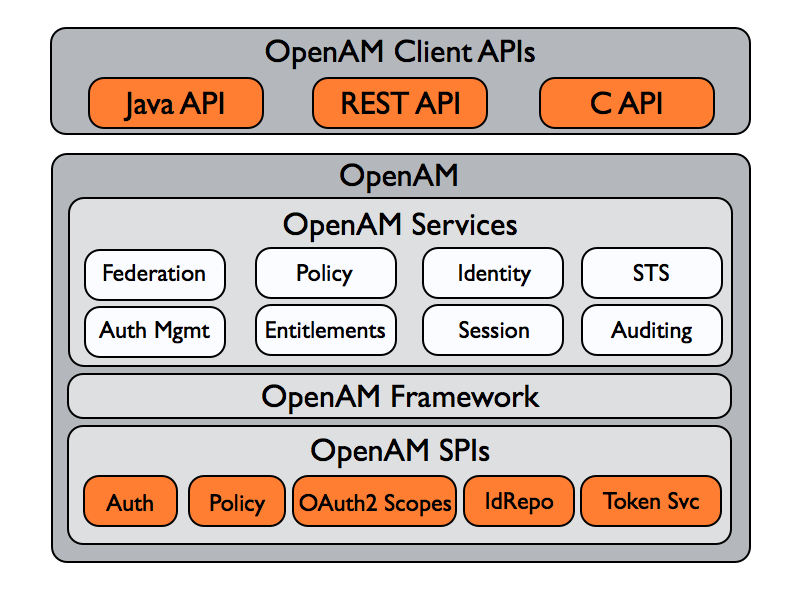 OpenAM Client APIs
Java API REST API C API
OpenAM
OpenAM Services
Federation Policy Identity STS
Auth Mgmt Entitlements Session Auditing
OpenAM Framework
OpenAM SPIs
Auth Policy OAuth2 Scopes IdRepo Token Svc